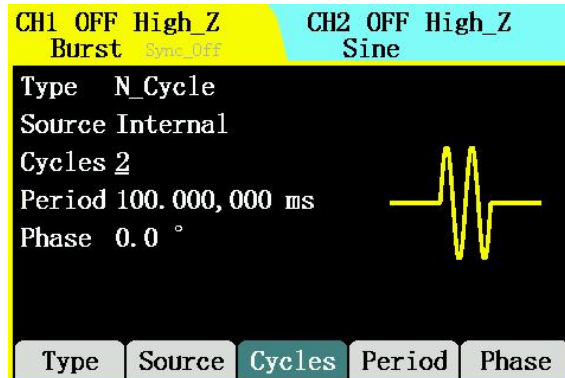 CH1 OFF High_Z CH2 OFF High_Z
Burst Sync_Off Sine
Type N_Cycle
Source Internal
Cycles 2
Period 100.000,000 ms
Phase 0.0 °
Type Source Cycles Period Phase